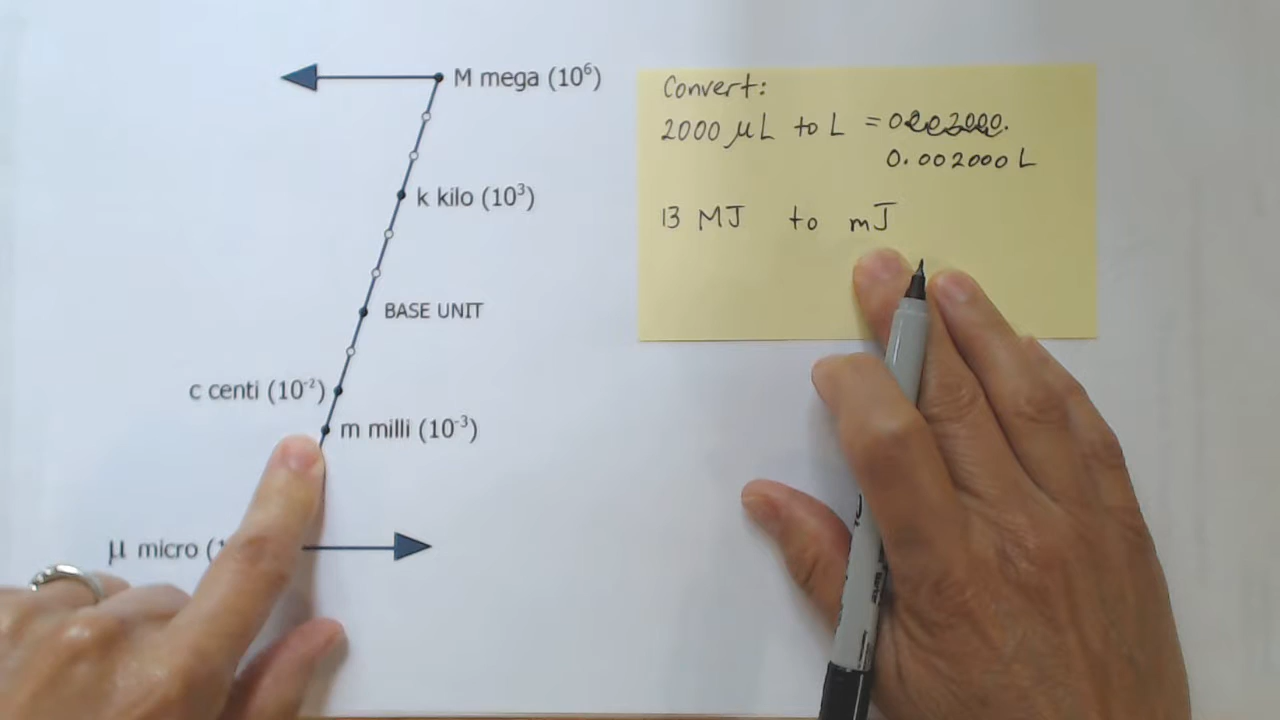 M mega (10⁶)
k kilo (10³)
BASE UNIT
c centi (10⁻²)
m milli (10⁻³)
μ micro (
Convert:
2000 μL to L = 0002000.
0.002000 L
13 MJ to mJ